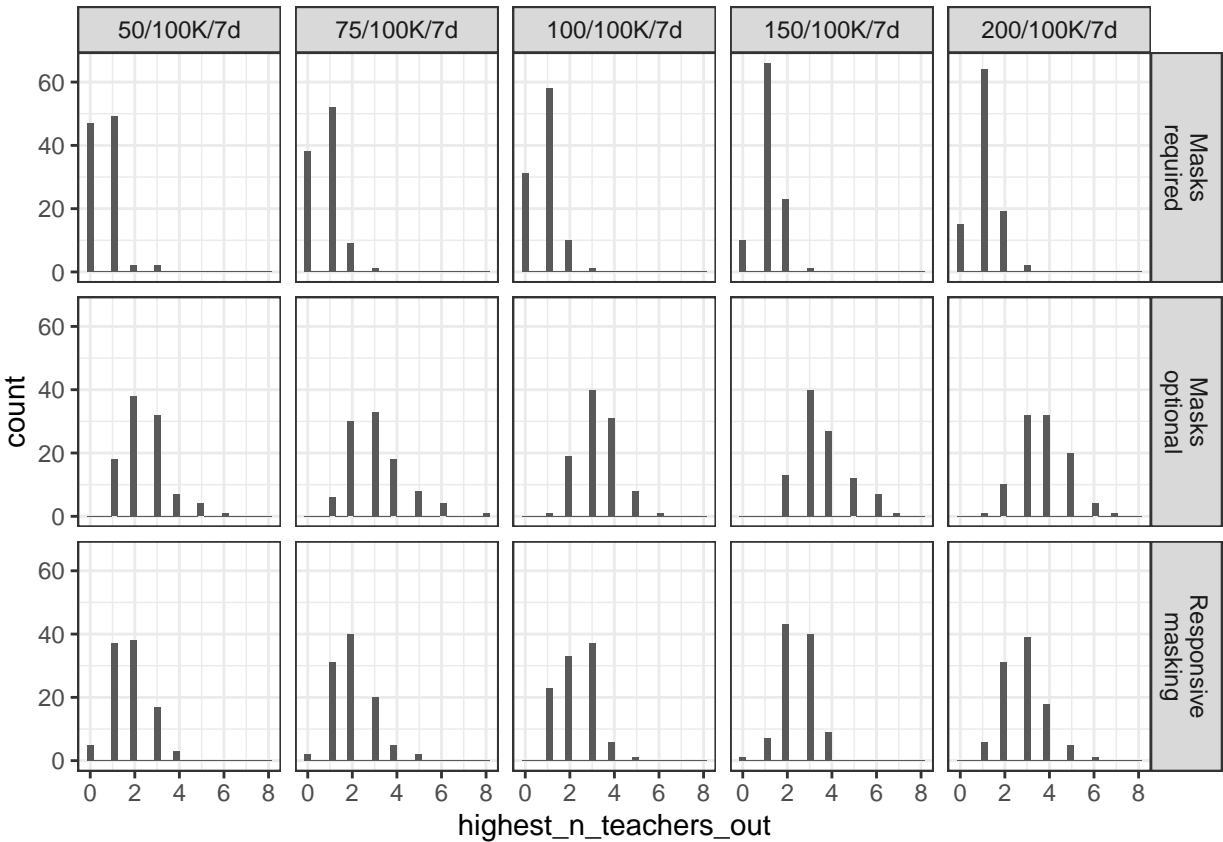 50/100K/7d
75/100K/7d
100/100K/7d
150/100K/7d
200/100K/7d
60
40
20
0
Masks
required
60
40
20
0
Masks
optional
60
40
20
0
Responsive
masking
count
0 2 4 6 8
0 2 4 6 8
0 2 4 6 8
0 2 4 6 8
0 2 4 6 8
highest_n_teachers_out